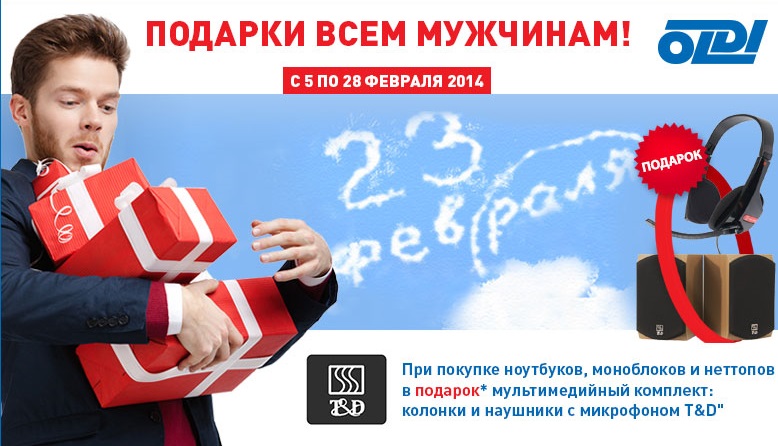 ПОДАРКИ ВСЕМ МУЖЧИНАМ!
OLDI
С 5 ПО 28 ФЕВРАЛЯ 2014
23
февраля
ПОДАРОК
T&D
При покупке ноутбуков, моноблоков и неттопов
в подарок* мультимедийный комплект:
колонки и наушники с микрофоном T&D"
T&D